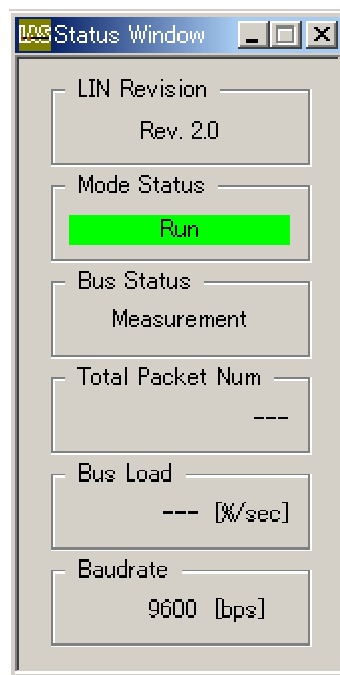 IAS Status Window
LIN Revision
Rev. 2.0
Mode Status
Run
Bus Status
Measurement
Total Packet Num
---
Bus Load
--- [%/sec]
Baudrate
9600 [bps]